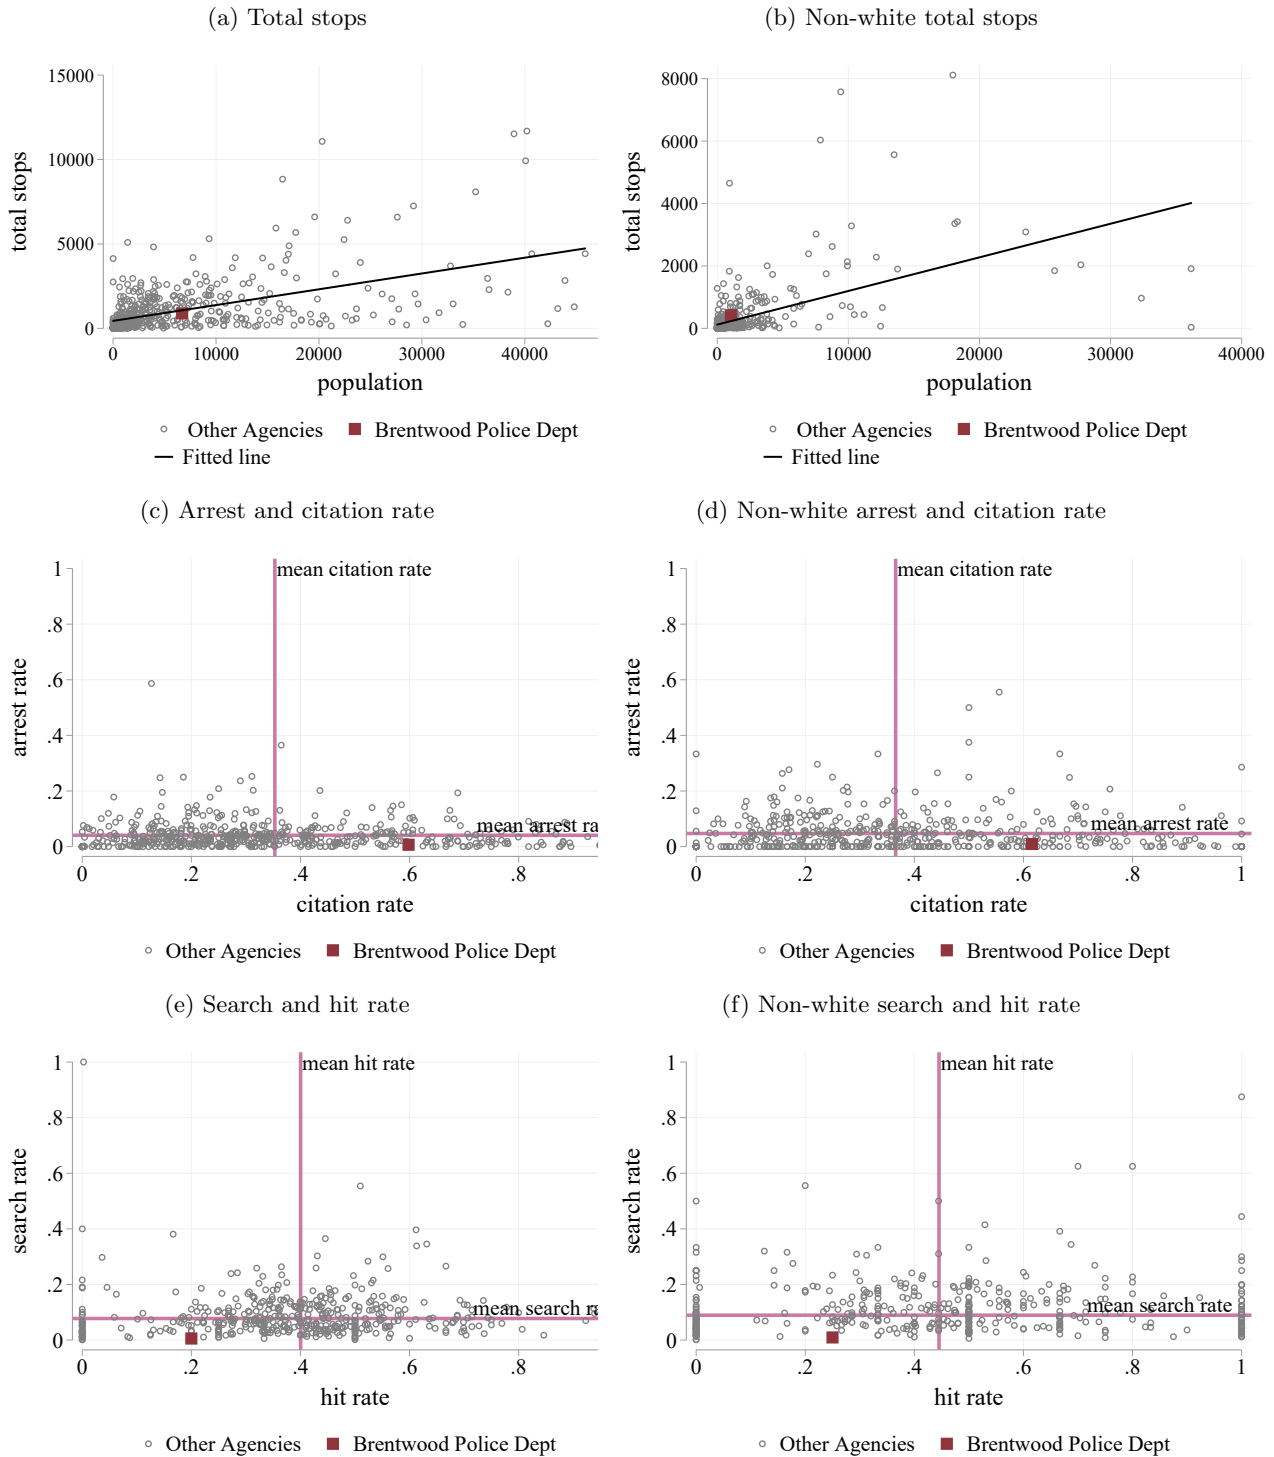 (a) Total stops
(b) Non-white total stops
15000
10000
5000
0
total stops
0 10000 20000 30000 40000
population
Other Agencies Brentwood Police Dept
Fitted line
8000
6000
4000
2000
0
total stops
0 10000 20000 30000 40000
population
Other Agencies Brentwood Police Dept
Fitted line
(c) Arrest and citation rate
(d) Non-white arrest and citation rate
1
.8
.6
.4
.2
0
arrest rate
mean citation rate
mean arrest ra
0 .2 .4 .6 .8
citation rate
Other Agencies Brentwood Police Dept
1
.8
.6
.4
.2
0
arrest rate
mean citation rate
mean arrest rate
0 .2 .4 .6 .8 1
citation rate
Other Agencies Brentwood Police Dept
(e) Search and hit rate
(f) Non-white search and hit rate
1
.8
.6
.4
.2
0
search rate
mean hit rate
mean search ra
0 .2 .4 .6 .8
hit rate
Other Agencies Brentwood Police Dept
1
.8
.6
.4
.2
0
search rate
mean hit rate
mean search rate
0 .2 .4 .6 .8 1
hit rate
Other Agencies Brentwood Police Dept